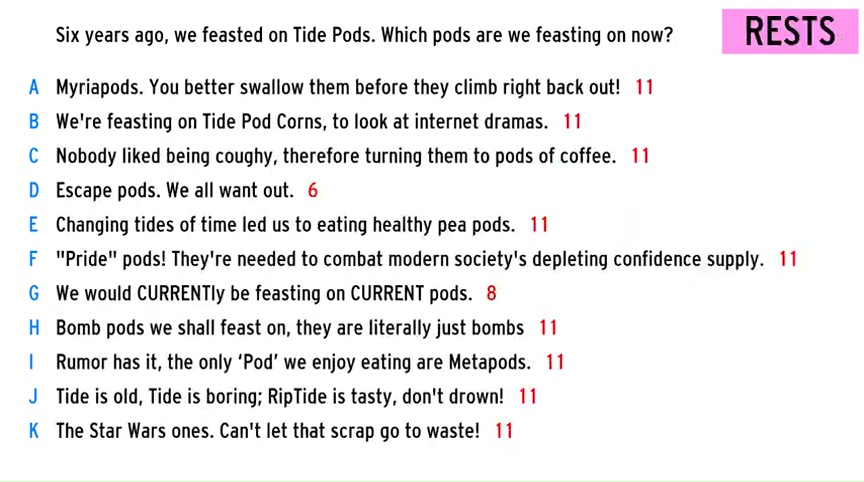 Six years ago, we feasted on Tide Pods. Which pods are we feasting on now?
RESTS
A Myriapods. You better swallow them before they climb right back out! 11
B We're feasting on Tide Pod Corns, to look at internet dramas. 11
C Nobody liked being coughy, therefore turning them to pods of coffee. 11
D Escape pods. We all want out. 6
E Changing tides of time led us to eating healthy pea pods. 11
F "Pride" pods! They're needed to combat modern society's depleting confidence supply. 11
G We would CURRENTly be feasting on CURRENT pods. 8
H Bomb pods we shall feast on, they are literally just bombs 11
I Rumor has it, the only ‘Pod’ we enjoy eating are Metapods. 11
J Tide is old, Tide is boring; RipTide is tasty, don't drown! 11
K The Star Wars ones. Can't let that scrap go to waste! 11